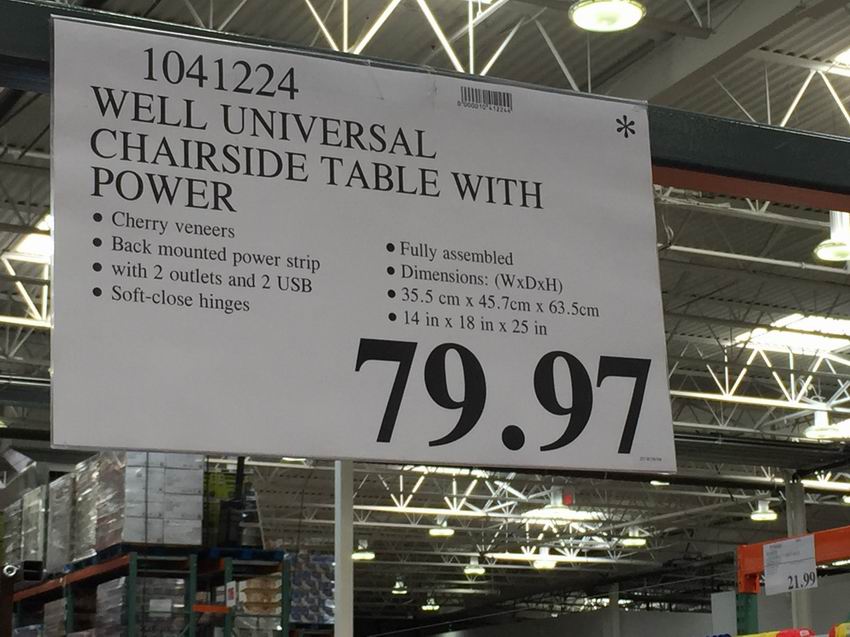 1041224
*
WELL UNIVERSAL
CHAIRSIDE TABLE WITH
POWER
• Cherry veneers
• Back mounted power strip
• with 2 outlets and 2 USB
• Soft-close hinges
• Fully assembled
• Dimensions: (WxDxH)
• 35.5 cm x 45.7cm x 63.5cm
• 14 in x 18 in x 25 in
79.97
21.99